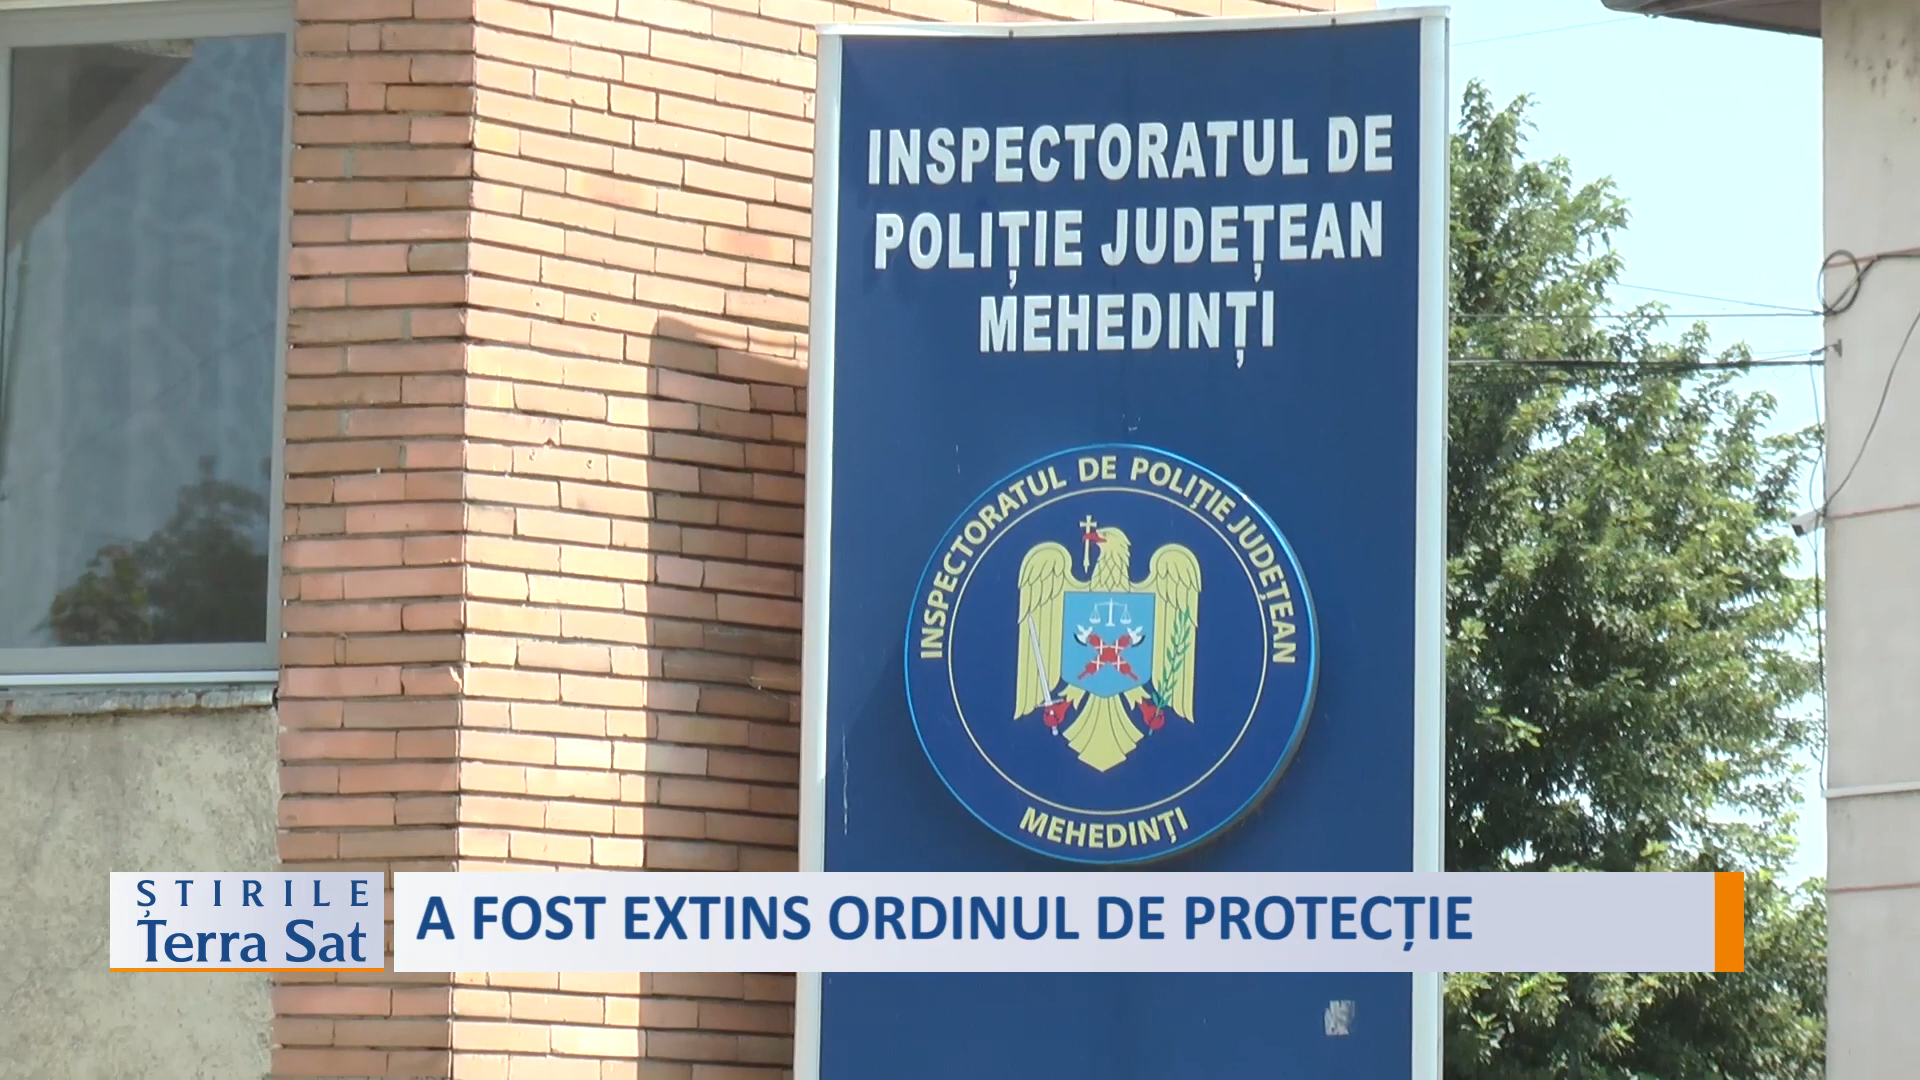 INSPECTORATUL DE
POLIȚIE JUDEȚEAN
MEHEDINȚI
INSPECTORATUL DE POLIȚIE JUDEȚEAN
MEHEDINȚI
ȘTIRILE
Terra Sat
A FOST EXTINS ORDINUL DE PROTECȚIE